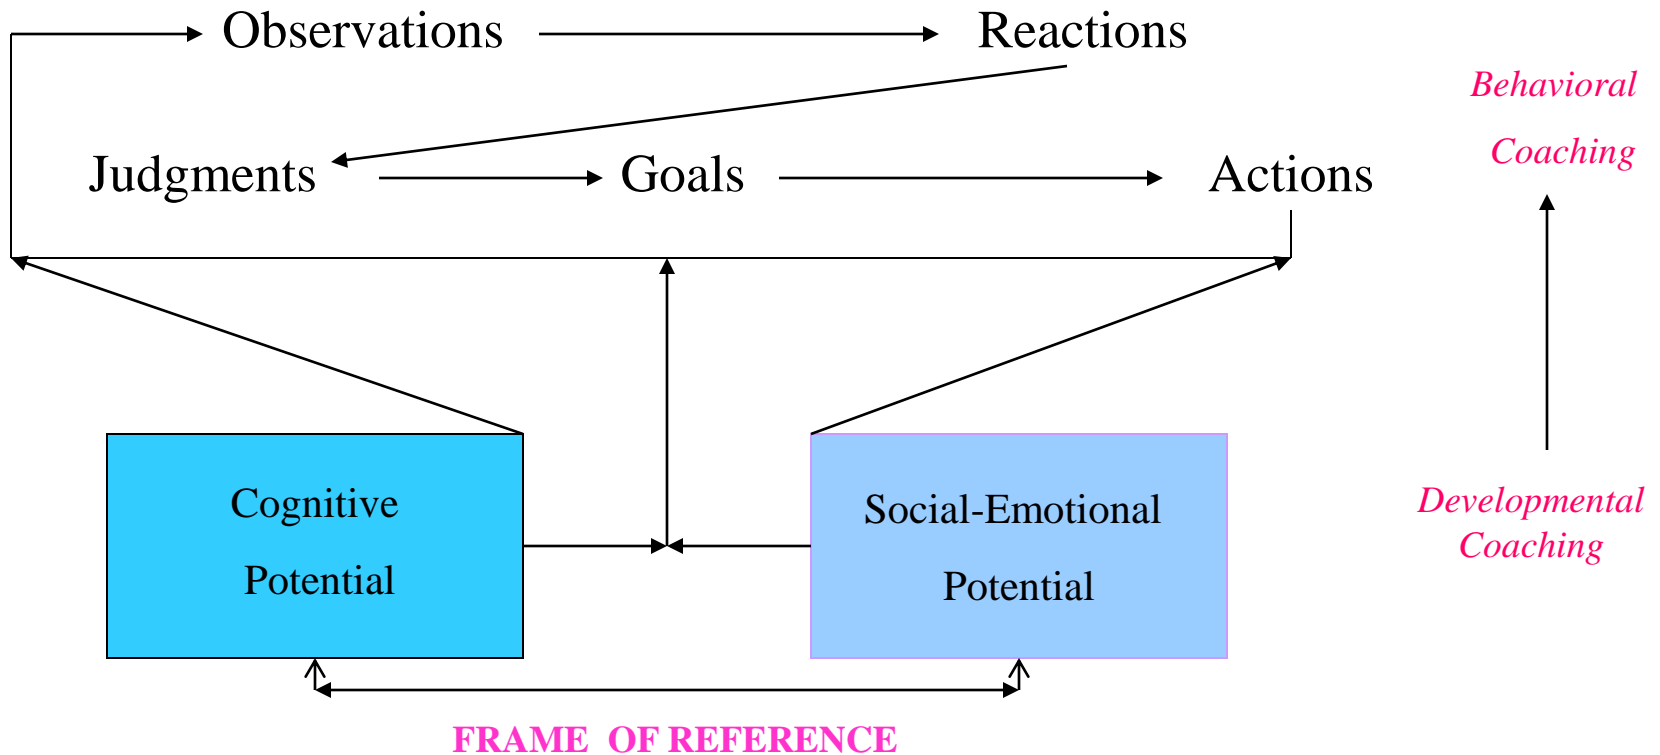 Observations
Reactions
Behavioral
Coaching
Judgments
Goals
Actions
Cognitive
Potential
Social-Emotional
Potential
Developmental
Coaching
FRAME OF REFERENCE